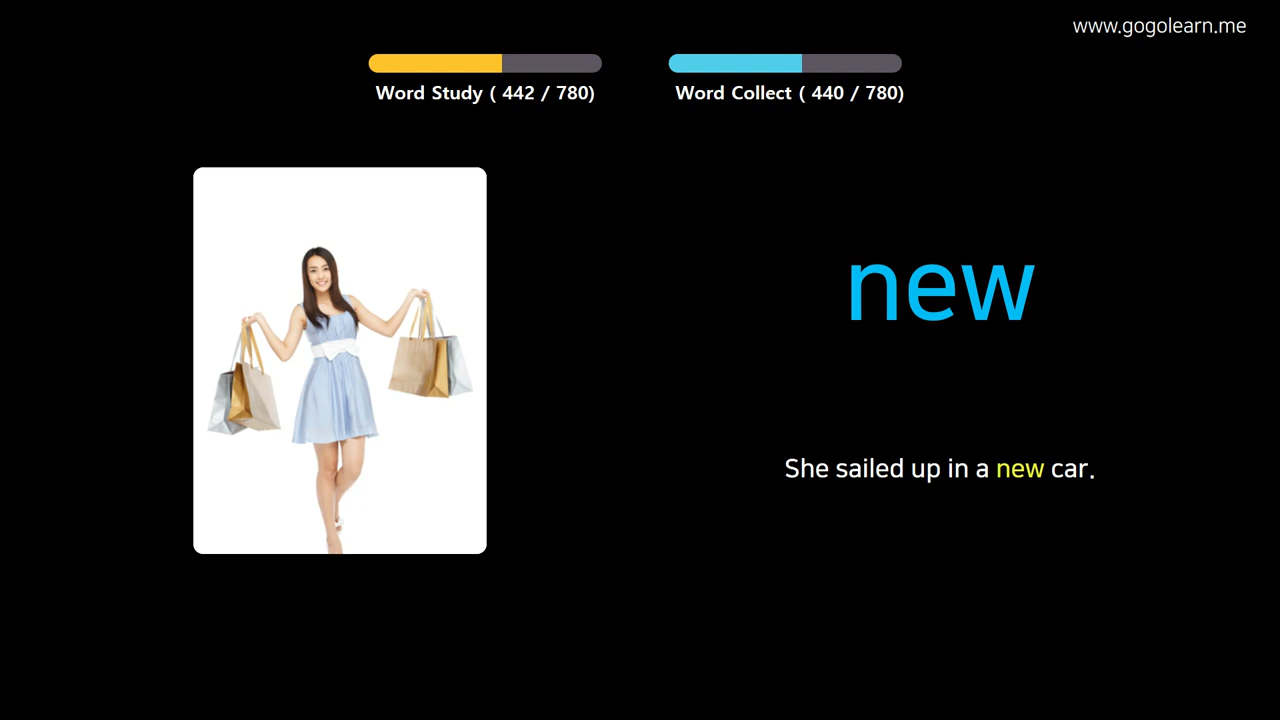 www.gogolearn.me
Word Study ( 442 / 780)
Word Collect ( 440 / 780)
new
She sailed up in a new car.